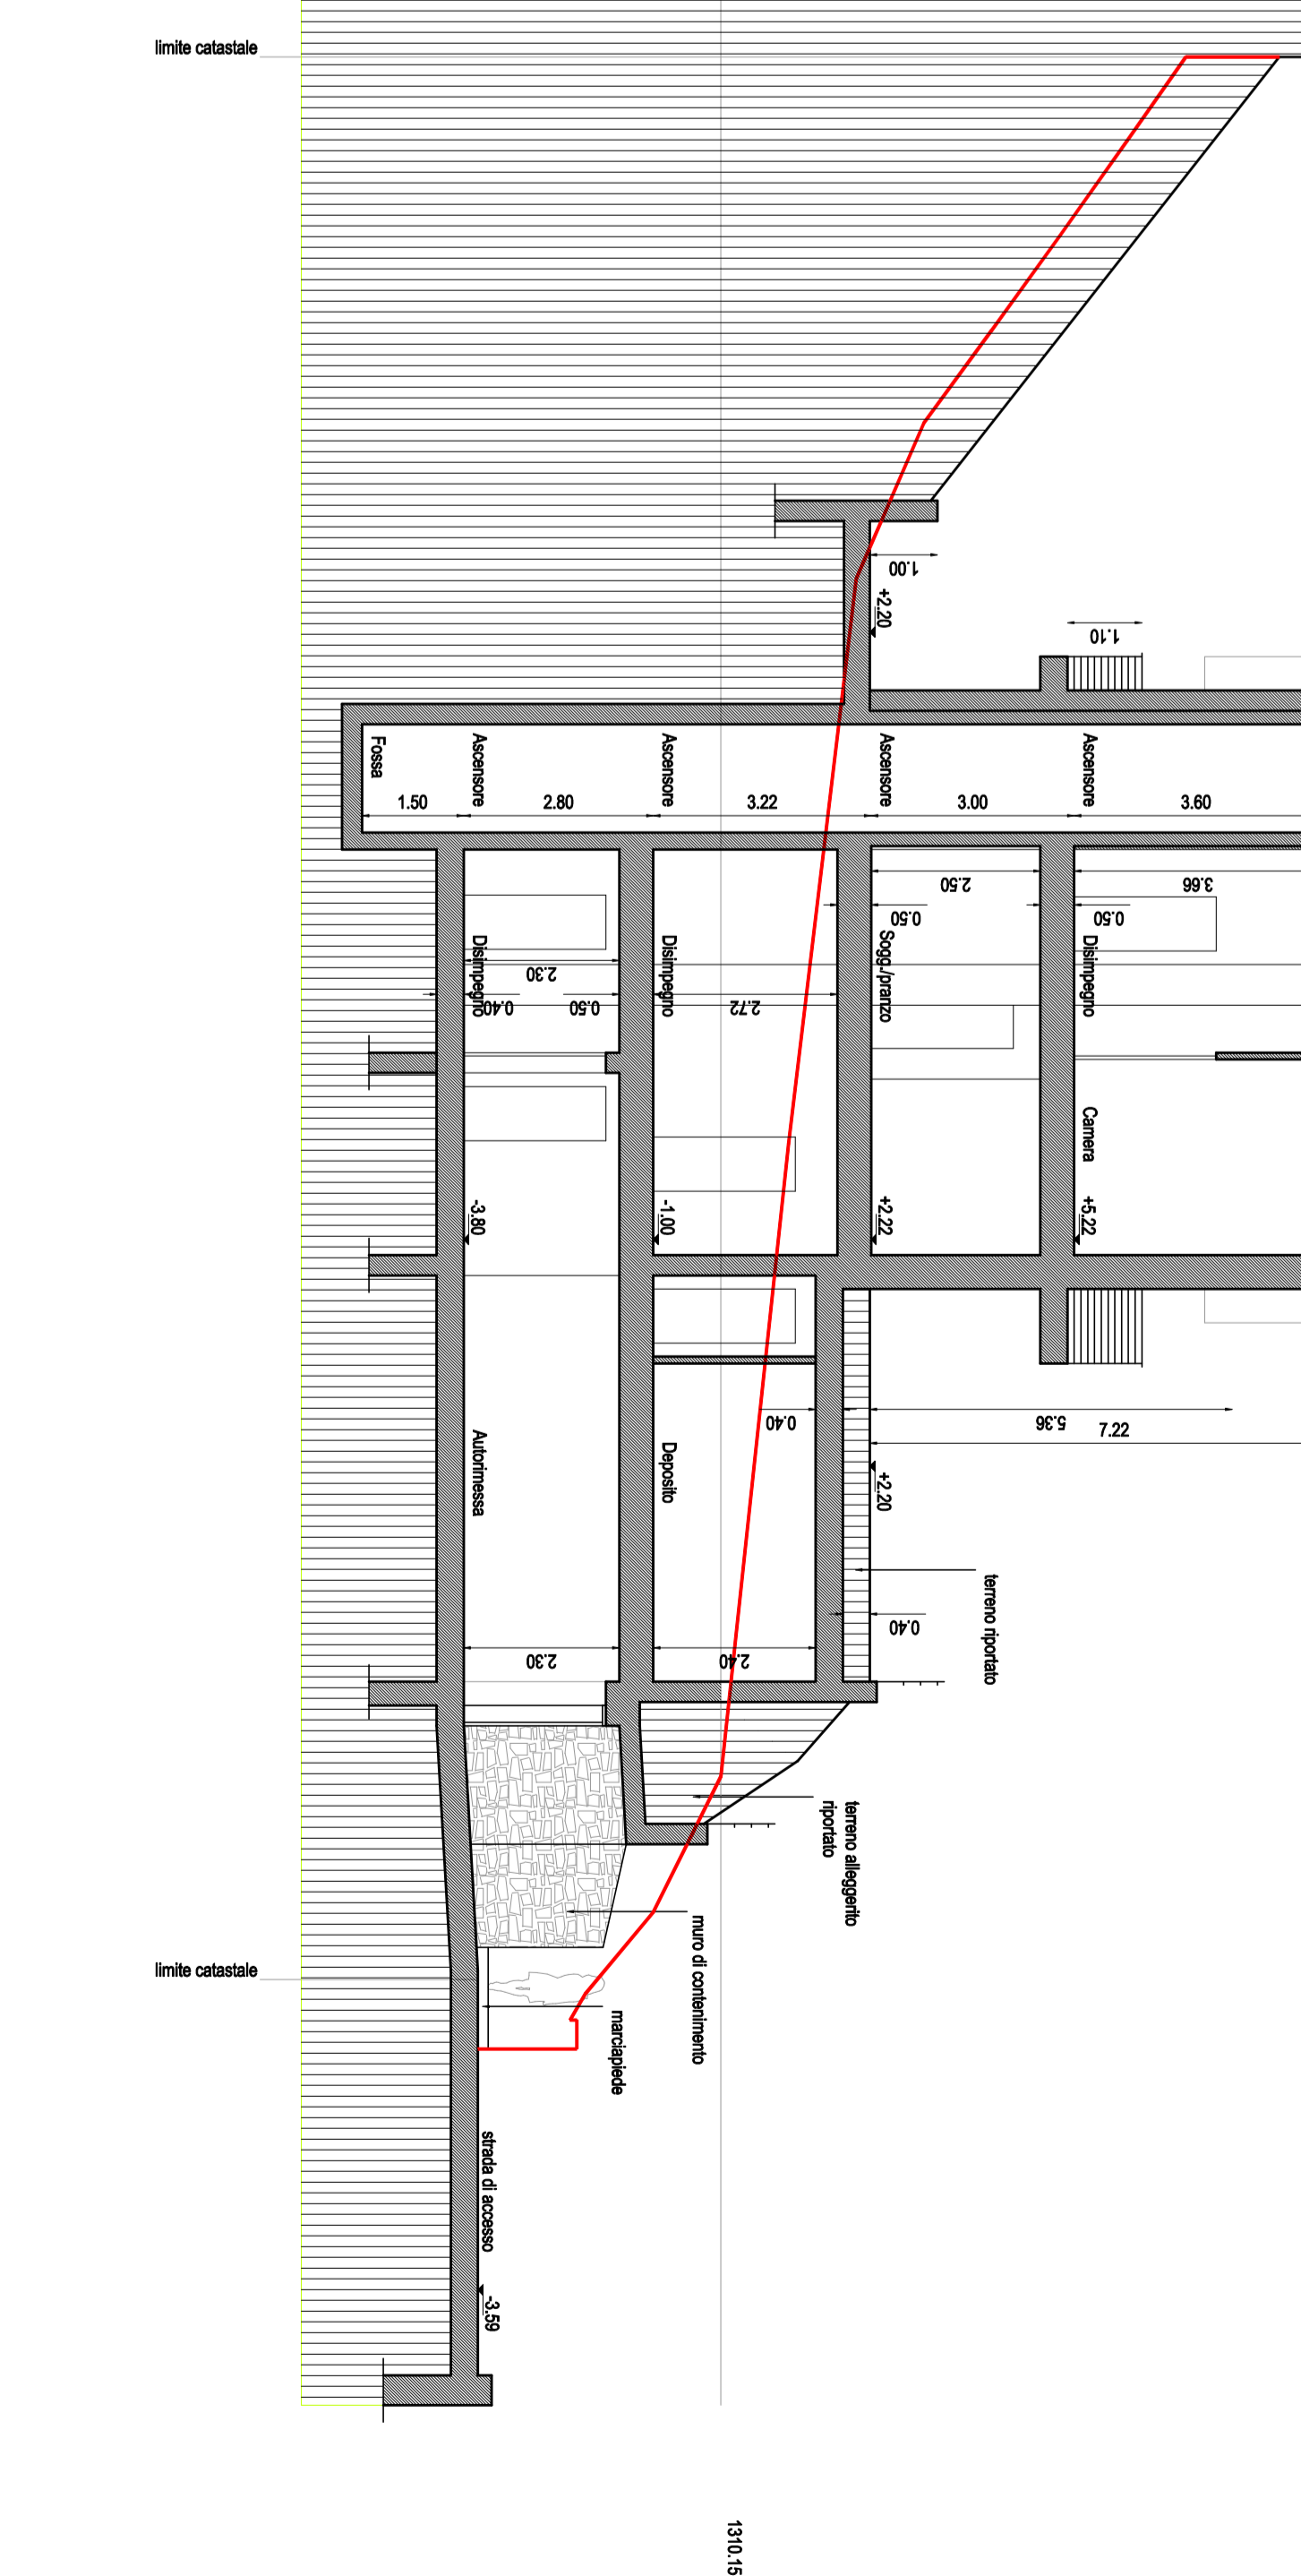 limite catastale
1.00
+2.20
1.10
Fossa
Ascensore
Ascensore
Ascensore
Ascensore
1.50
2.80
3.22
3.00
3.60
2.50
3.66
0.50
0.50
Disimpegno
Disimpegno
Sogg./pranzo
Disimpegno
2.30
0.40
0.50
2.72
Camera
-3.80
-1.00
+2.22
+5.22
0.40
5.36
7.22
Autorimessa
Deposito
+2.20
terreno riportato
0.40
2.30
2.40
terreno alleggerito
riportato
muro di contenimento
limite catastale
marciapiede
strada di accesso
-3.59
1310.15